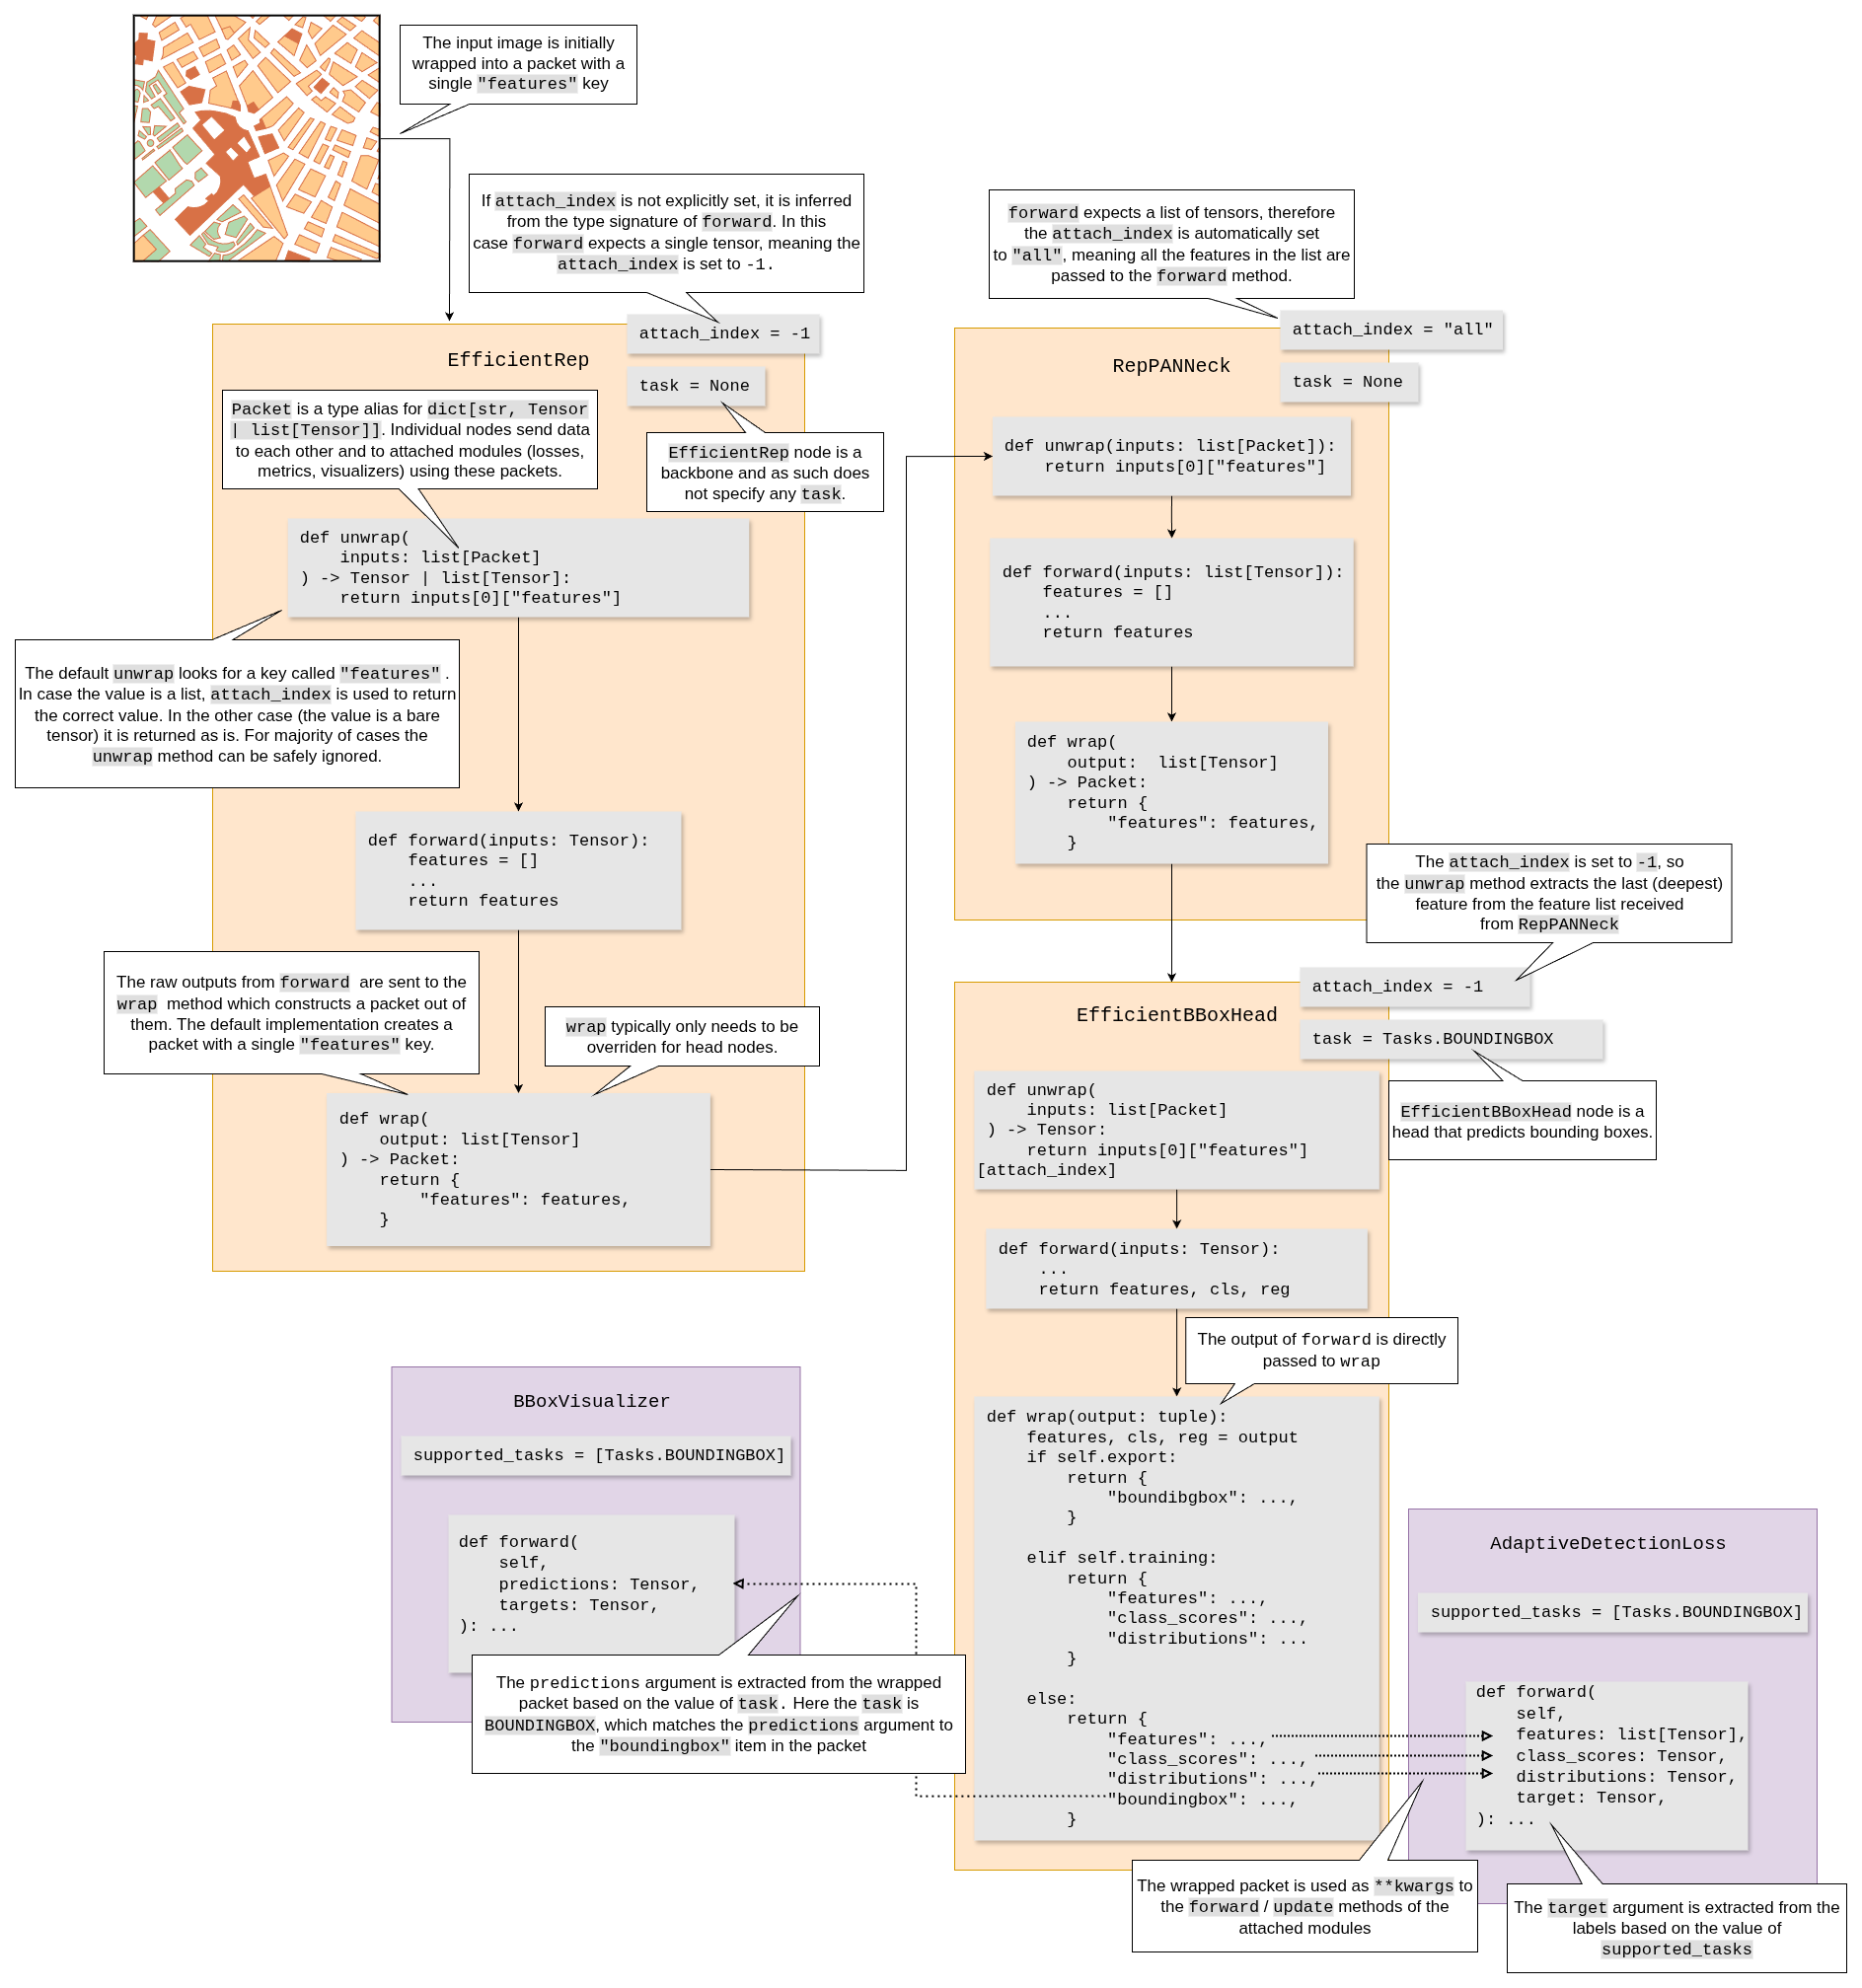 The input image is initially
wrapped into a packet with a
single "features" key
If attach_index is not explicitly set, it is inferred
from the type signature of forward. In this
case forward expects a single tensor, meaning the
attach_index is set to -1.
forward expects a list of tensors, therefore
the attach_index is automatically set
to "all", meaning all the features in the list are
passed to the forward method.
attach_index = -1
EfficientRep
task = None
Packet is a type alias for dict[str, Tensor
| list[Tensor]]. Individual nodes send data
to each other and to attached modules (losses,
metrics, visualizers) using these packets.
EfficientRep node is a
backbone and as such does
not specify any task.
def unwrap(
    inputs: list[Packet]
) -> Tensor | list[Tensor]:
    return inputs[0]["features"]
The default unwrap looks for a key called "features" .
In case the value is a list, attach_index is used to return
the correct value. In the other case (the value is a bare
tensor) it is returned as is. For majority of cases the
unwrap method can be safely ignored.
def forward(inputs: Tensor):
    features = []
    ...
    return features
The raw outputs from forward are sent to the
wrap method which constructs a packet out of
them. The default implementation creates a
packet with a single "features" key.
wrap typically only needs to be
overriden for head nodes.
def wrap(
    output: list[Tensor]
) -> Packet:
    return {
        "features": features,
    }
attach_index = "all"
RepPANNeck
task = None
def unwrap(inputs: list[Packet]):
    return inputs[0]["features"]
def forward(inputs: list[Tensor]):
    features = []
    ...
    return features
def wrap(
    output:  list[Tensor]
) -> Packet:
    return {
        "features": features,
    }
The attach_index is set to -1, so
the unwrap method extracts the last (deepest)
feature from the feature list received
from RepPANNeck
attach_index = -1
EfficientBBoxHead
task = Tasks.BOUNDINGBOX
EfficientBBoxHead node is a
head that predicts bounding boxes.
def unwrap(
    inputs: list[Packet]
) -> Tensor:
    return inputs[0]["features"]
[attach_index]
def forward(inputs: Tensor):
    ...
    return features, cls, reg
The output of forward is directly
passed to wrap
def wrap(output: tuple):
    features, cls, reg = output
    if self.export:
        return {
            "boundibgbox": ...,
        }
    elif self.training:
        return {
            "features": ...,
            "class_scores": ...,
            "distributions": ...
        }
    else:
        return {
            "features": ...,
            "class_scores": ...,
            "distributions": ...,
            "boundingbox": ...,
        }
BBoxVisualizer
supported_tasks = [Tasks.BOUNDINGBOX]
def forward(
    self,
    predictions: Tensor,
    targets: Tensor,
): ...
The predictions argument is extracted from the wrapped
packet based on the value of task. Here the task is
BOUNDINGBOX, which matches the predictions argument to
the "boundingbox" item in the packet
AdaptiveDetectionLoss
supported_tasks = [Tasks.BOUNDINGBOX]
def forward(
    self,
    features: list[Tensor],
    class_scores: Tensor,
    distributions: Tensor,
    target: Tensor,
): ...
The wrapped packet is used as **kwargs to
the forward / update methods of the
attached modules
The target argument is extracted from the
labels based on the value of
supported_tasks